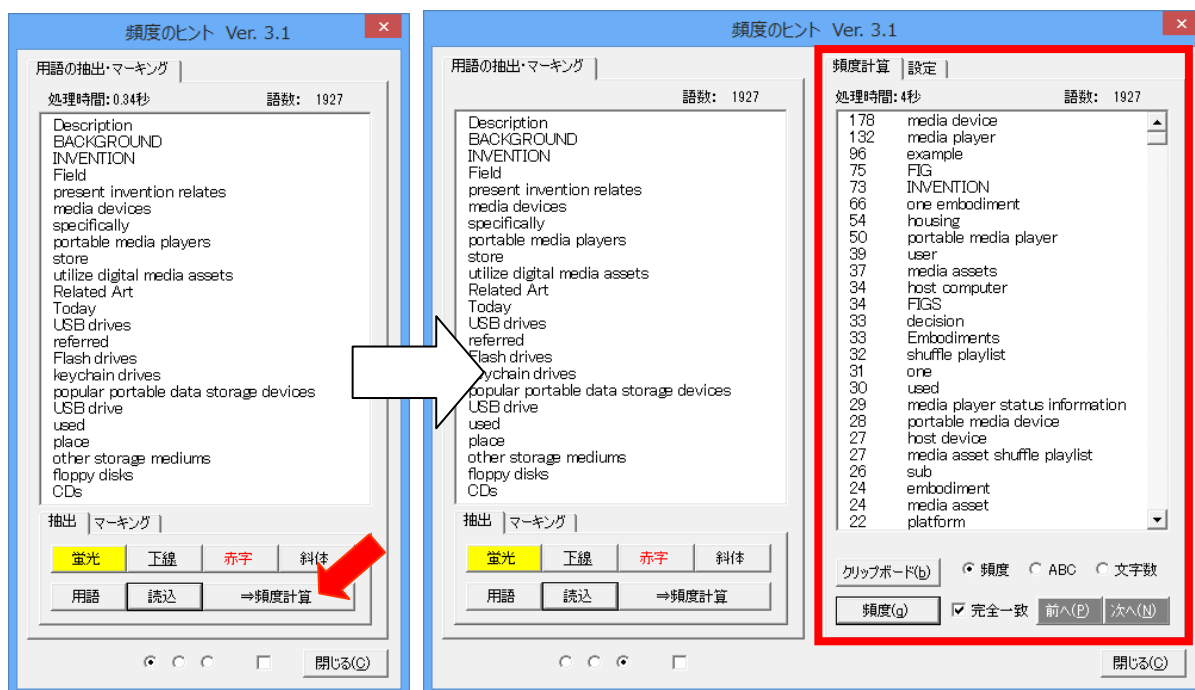 頻度のヒント Ver. 3.1
用語の抽出・マーキング
処理時間：0.34秒 語数： 1927
Description
BACKGROUND
INVENTION
Field
present invention relates
media devices
specifically
portable media players
store
utilize digital media assets
Related Art
Today
USB drives
referred
Flash drives
keychain drives
popular portable data storage devices
USB drive
used
place
other storage mediums
floppy disks
CDs
抽出 マーキング
蛍光 下線 赤字 斜体
用語 読込 ⇒頻度計算
閉じる(C)
頻度のヒント Ver. 3.1
用語の抽出・マーキング
語数： 1927
Description
BACKGROUND
INVENTION
Field
present invention relates
media devices
specifically
portable media players
store
utilize digital media assets
Related Art
Today
USB drives
referred
Flash drives
ychain drives
popular portable data storage devices
USB drive
used
place
other storage mediums
floppy disks
CDs
抽出 マーキング
蛍光 下線 赤字 斜体
用語 読込 ⇒頻度計算
頻度計算 設定
処理時間：4秒 語数： 1927
178 media device
132 media player
96 example
75 FIG
73 INVENTION
66 one embodiment
54 housing
50 portable media player
39 user
37 media assets
34 host computer
34 FIGS
33 decision
33 Embodiments
32 shuffle playlist
31 one
30 used
29 media player status information
28 portable media device
27 host device
27 media asset shuffle playlist
26 sub
24 embodiment
24 media asset
22 platform
クリップボード(b) 頻度 ABC 文字数
頻度(g) 完全一致 前へ(P) 次へ(N)
閉じる(C)